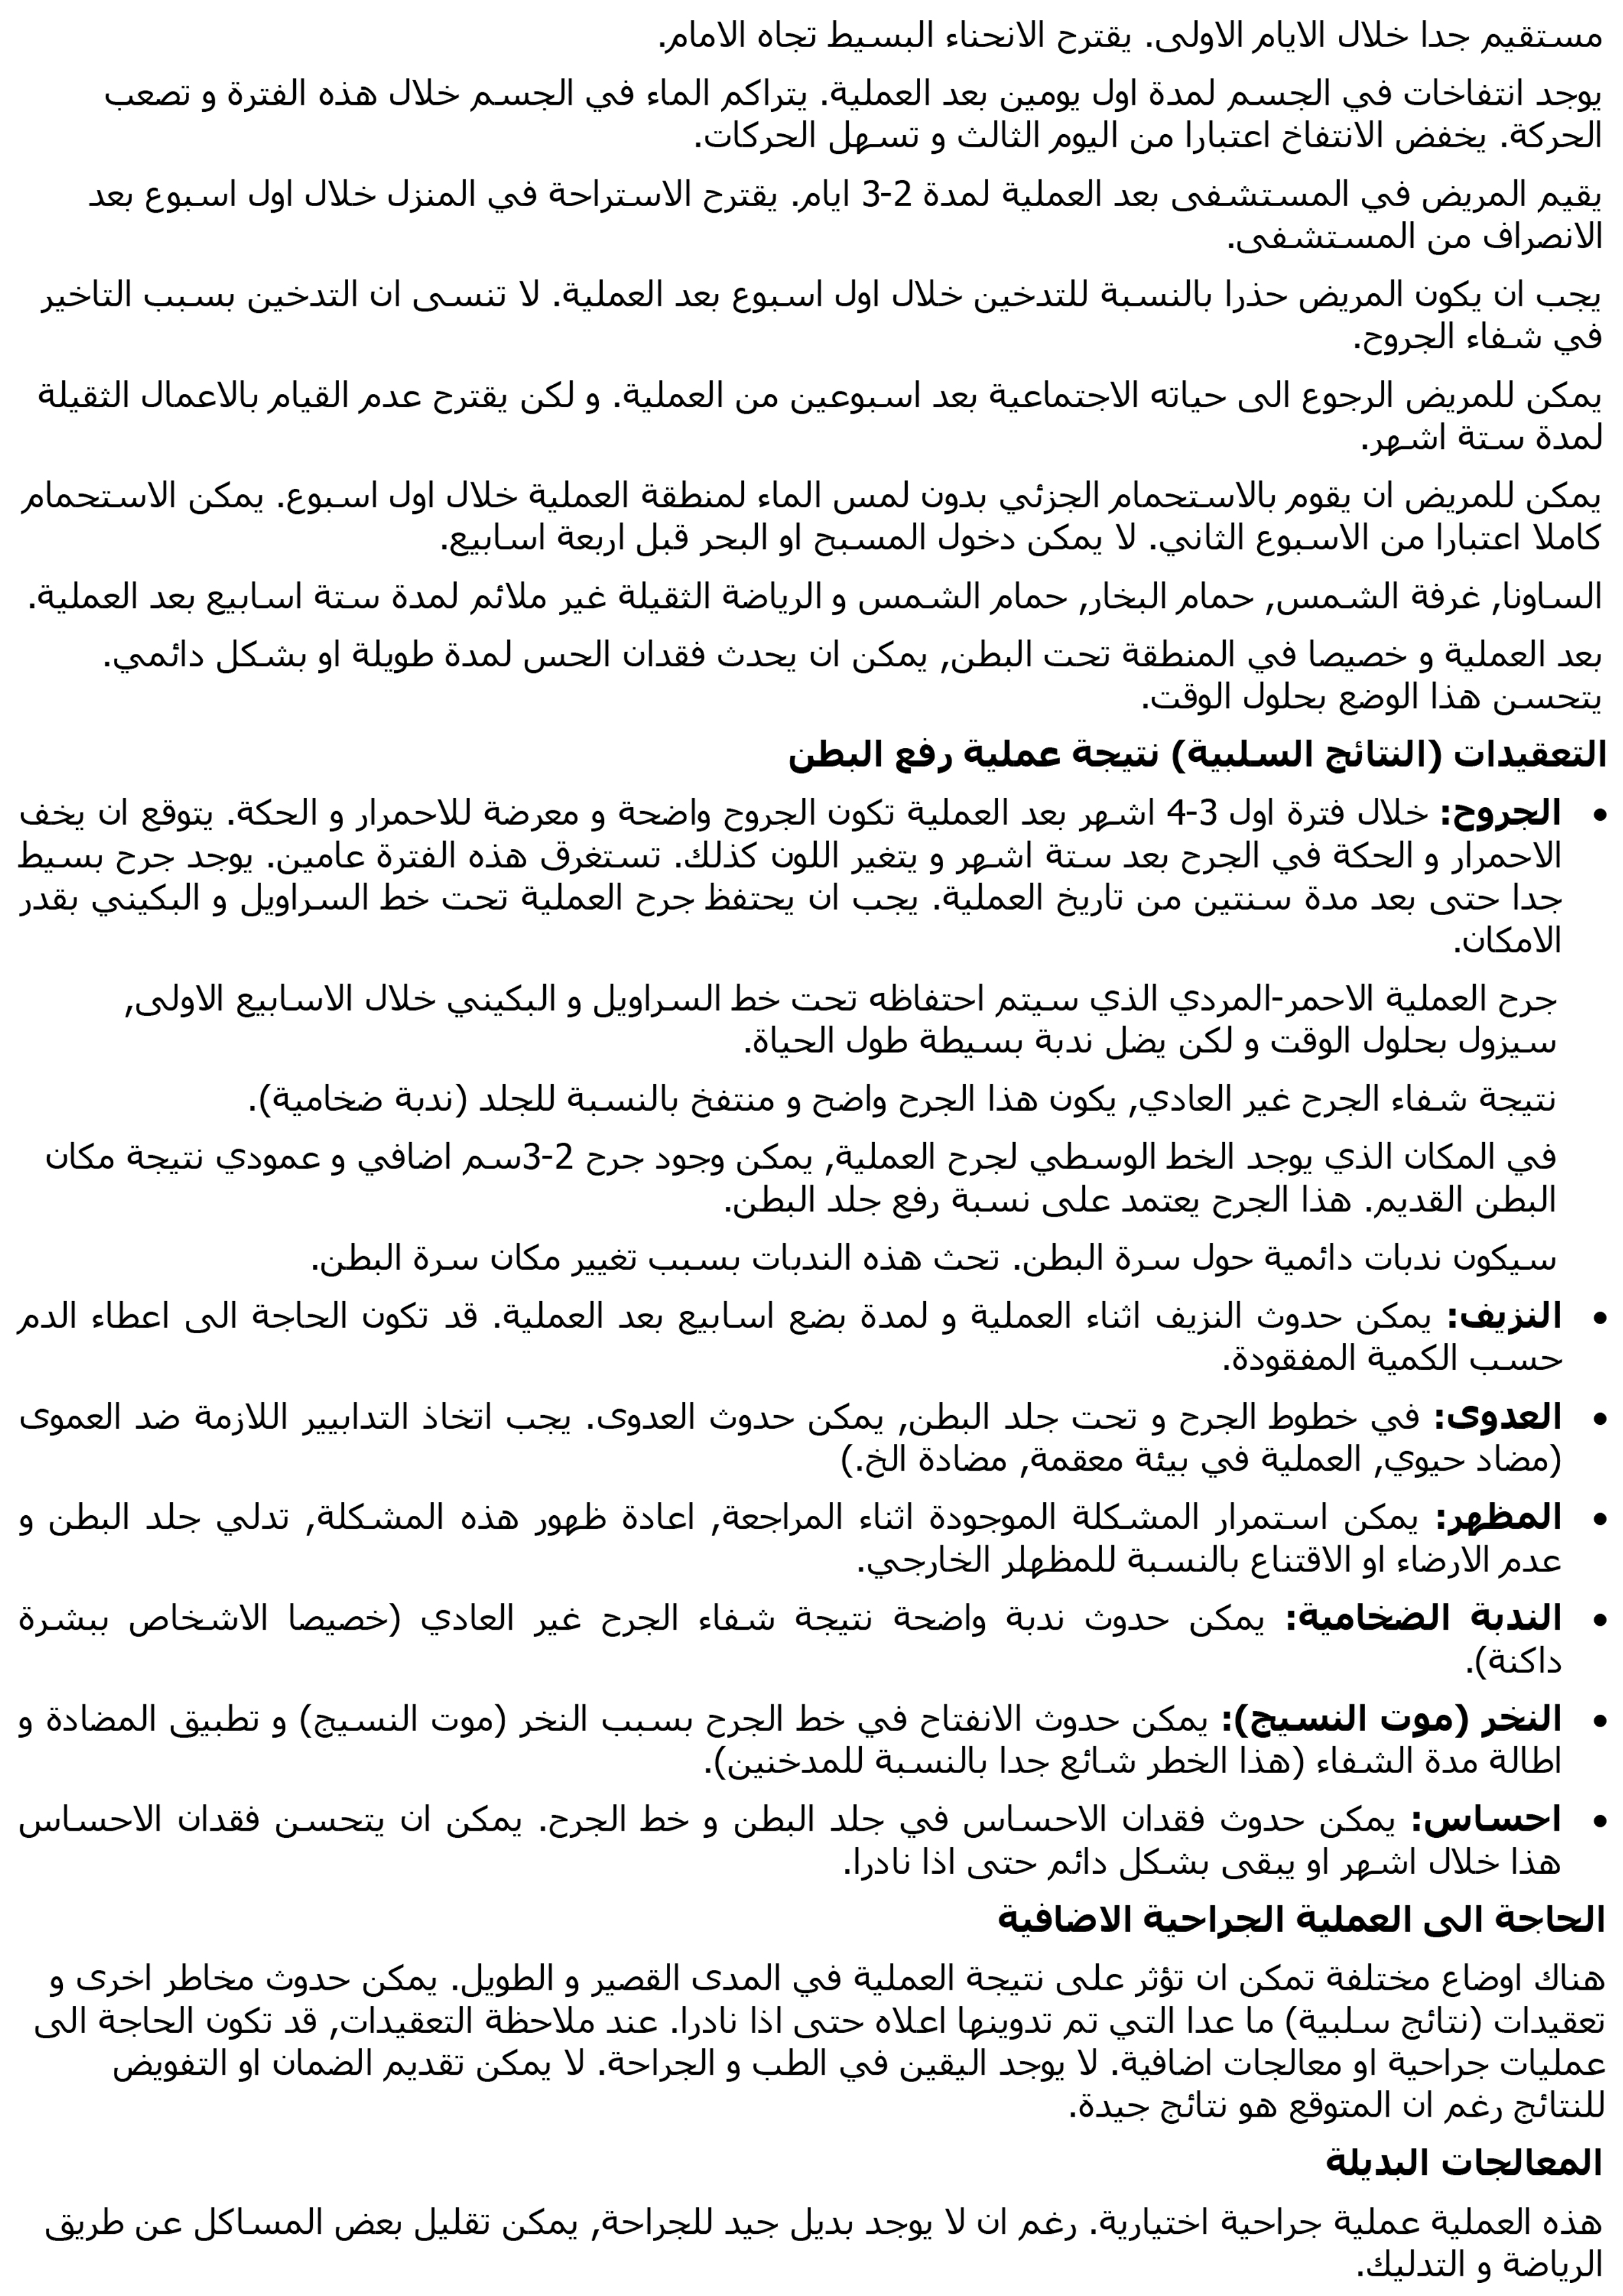 مستقيم جدا خلال الايام الاولى. يقترح الانحناء البسيط تجاه الامام.
يوجد انتفاخات في الجسم لمدة اول يومين بعد العملية. يتراكم الماء في الجسم خلال هذه الفترة و تصعب
الحركة. يخفض الانتفاخ اعتبارا من اليوم الثالث و تسهل الحركات.
يقيم المريض في المستشفى بعد العملية لمدة 2-3 ايام. يقترح الاستراحة في المنزل خلال اول اسبوع بعد
الانصراف من المستشفى.
يجب ان يكون المريض حذرا بالنسبة للتدخين خلال اول اسبوع بعد العملية. لا تنسى ان التدخين بسبب التاخير
في شفاء الجروح.
يمكن للمريض الرجوع الى حياته الاجتماعية بعد اسبوعين من العملية. و لكن يقترح عدم القيام بالاعمال الثقيلة
لمدة ستة اشهر.
يمكن للمريض ان يقوم بالاستحمام الجزئي بدون لمس الماء لمنطقة العملية خلال اول اسبوع. يمكن الاستحمام
كاملا اعتبارا من الاسبوع الثاني. لا يمكن دخول المسبح او البحر قبل اربعة اسابيع.
الساونا, غرفة الشمس, حمام البخار, حمام الشمس و الرياضة الثقيلة غير ملائم لمدة ستة اسابيع بعد العملية.
بعد العملية و خصيصا في المنطقة تحت البطن, يمكن ان يحدث فقدان الحس لمدة طويلة او بشكل دائمي.
يتحسن هذا الوضع بحلول الوقت.
التعقيدات (النتائج السلبية) نتيجة عملية رفع البطن
• الجروح: خلال فترة اول 3-4 اشهر بعد العملية تكون الجروح واضحة و معرضة للاحمرار و الحكة. يتوقع ان يخف
الاحمرار و الحكة في الجرح بعد ستة اشهر و يتغير اللون كذلك. تستغرق هذه الفترة عامين. يوجد جرح بسيط
جدا حتى بعد مدة سنتين من تاريخ العملية. يجب ان يحتفظ جرح العملية تحت خط السراويل و البكيني بقدر
الامكان.
جرح العملية الاحمر-المردي الذي سيتم احتفاظه تحت خط السراويل و البكيني خلال الاسابيع الاولى,
سيزول بحلول الوقت و لكن يضل ندبة بسيطة طول الحياة.
نتيجة شفاء الجرح غير العادي, يكون هذا الجرح واضح و منتفخ بالنسبة للجلد (ندبة ضخامية).
في المكان الذي يوجد الخط الوسطي لجرح العملية, يمكن وجود جرح 2-3سم اضافي و عمودي نتيجة مكان
البطن القديم. هذا الجرح يعتمد على نسبة رفع جلد البطن.
سيكون ندبات دائمية حول سرة البطن. تحث هذه الندبات بسبب تغيير مكان سرة البطن.
• النزيف: يمكن حدوث النزيف اثناء العملية و لمدة بضع اسابيع بعد العملية. قد تكون الحاجة الى اعطاء الدم
حسب الكمية المفقودة.
• العدوى: في خطوط الجرح و تحت جلد البطن, يمكن حدوث العدوى. يجب اتخاذ التدابيير اللازمة ضد العموى
(مضاد حيوي, العملية في بيئة معقمة, مضادة الخ.)
• المظهر: يمكن استمرار المشكلة الموجودة اثناء المراجعة, اعادة ظهور هذه المشكلة, تدلي جلد البطن و
عدم الارضاء او الاقتناع بالنسبة للمظهلر الخارجي.
• الندبة الضخامية: يمكن حدوث ندبة واضحة نتيجة شفاء الجرح غير العادي (خصيصا الاشخاص ببشرة
داكنة).
• النخر (موت النسيج): يمكن حدوث الانفتاح في خط الجرح بسبب النخر (موت النسيج) و تطبيق المضادة و
اطالة مدة الشفاء (هذا الخطر شائع جدا بالنسبة للمدخنين).
• احساس: يمكن حدوث فقدان الاحساس في جلد البطن و خط الجرح. يمكن ان يتحسن فقدان الاحساس
هذا خلال اشهر او يبقى بشكل دائم حتى اذا نادرا.
الحاجة الى العملية الجراحية الاضافية
هناك اوضاع مختلفة تمكن ان تؤثر على نتيجة العملية في المدى القصير و الطويل. يمكن حدوث مخاطر اخرى و
تعقيدات (نتائج سلبية) ما عدا التي تم تدوينها اعلاه حتى اذا نادرا. عند ملاحظة التعقيدات, قد تكون الحاجة الى
عمليات جراحية او معالجات اضافية. لا يوجد اليقين في الطب و الجراحة. لا يمكن تقديم الضمان او التفويض
للنتائج رغم ان المتوقع هو نتائج جيدة.
المعالجات البديلة
هذه العملية عملية جراحية اختيارية. رغم ان لا يوجد بديل جيد للجراحة, يمكن تقليل بعض المساكل عن طريق
الرياضة و التدليك.